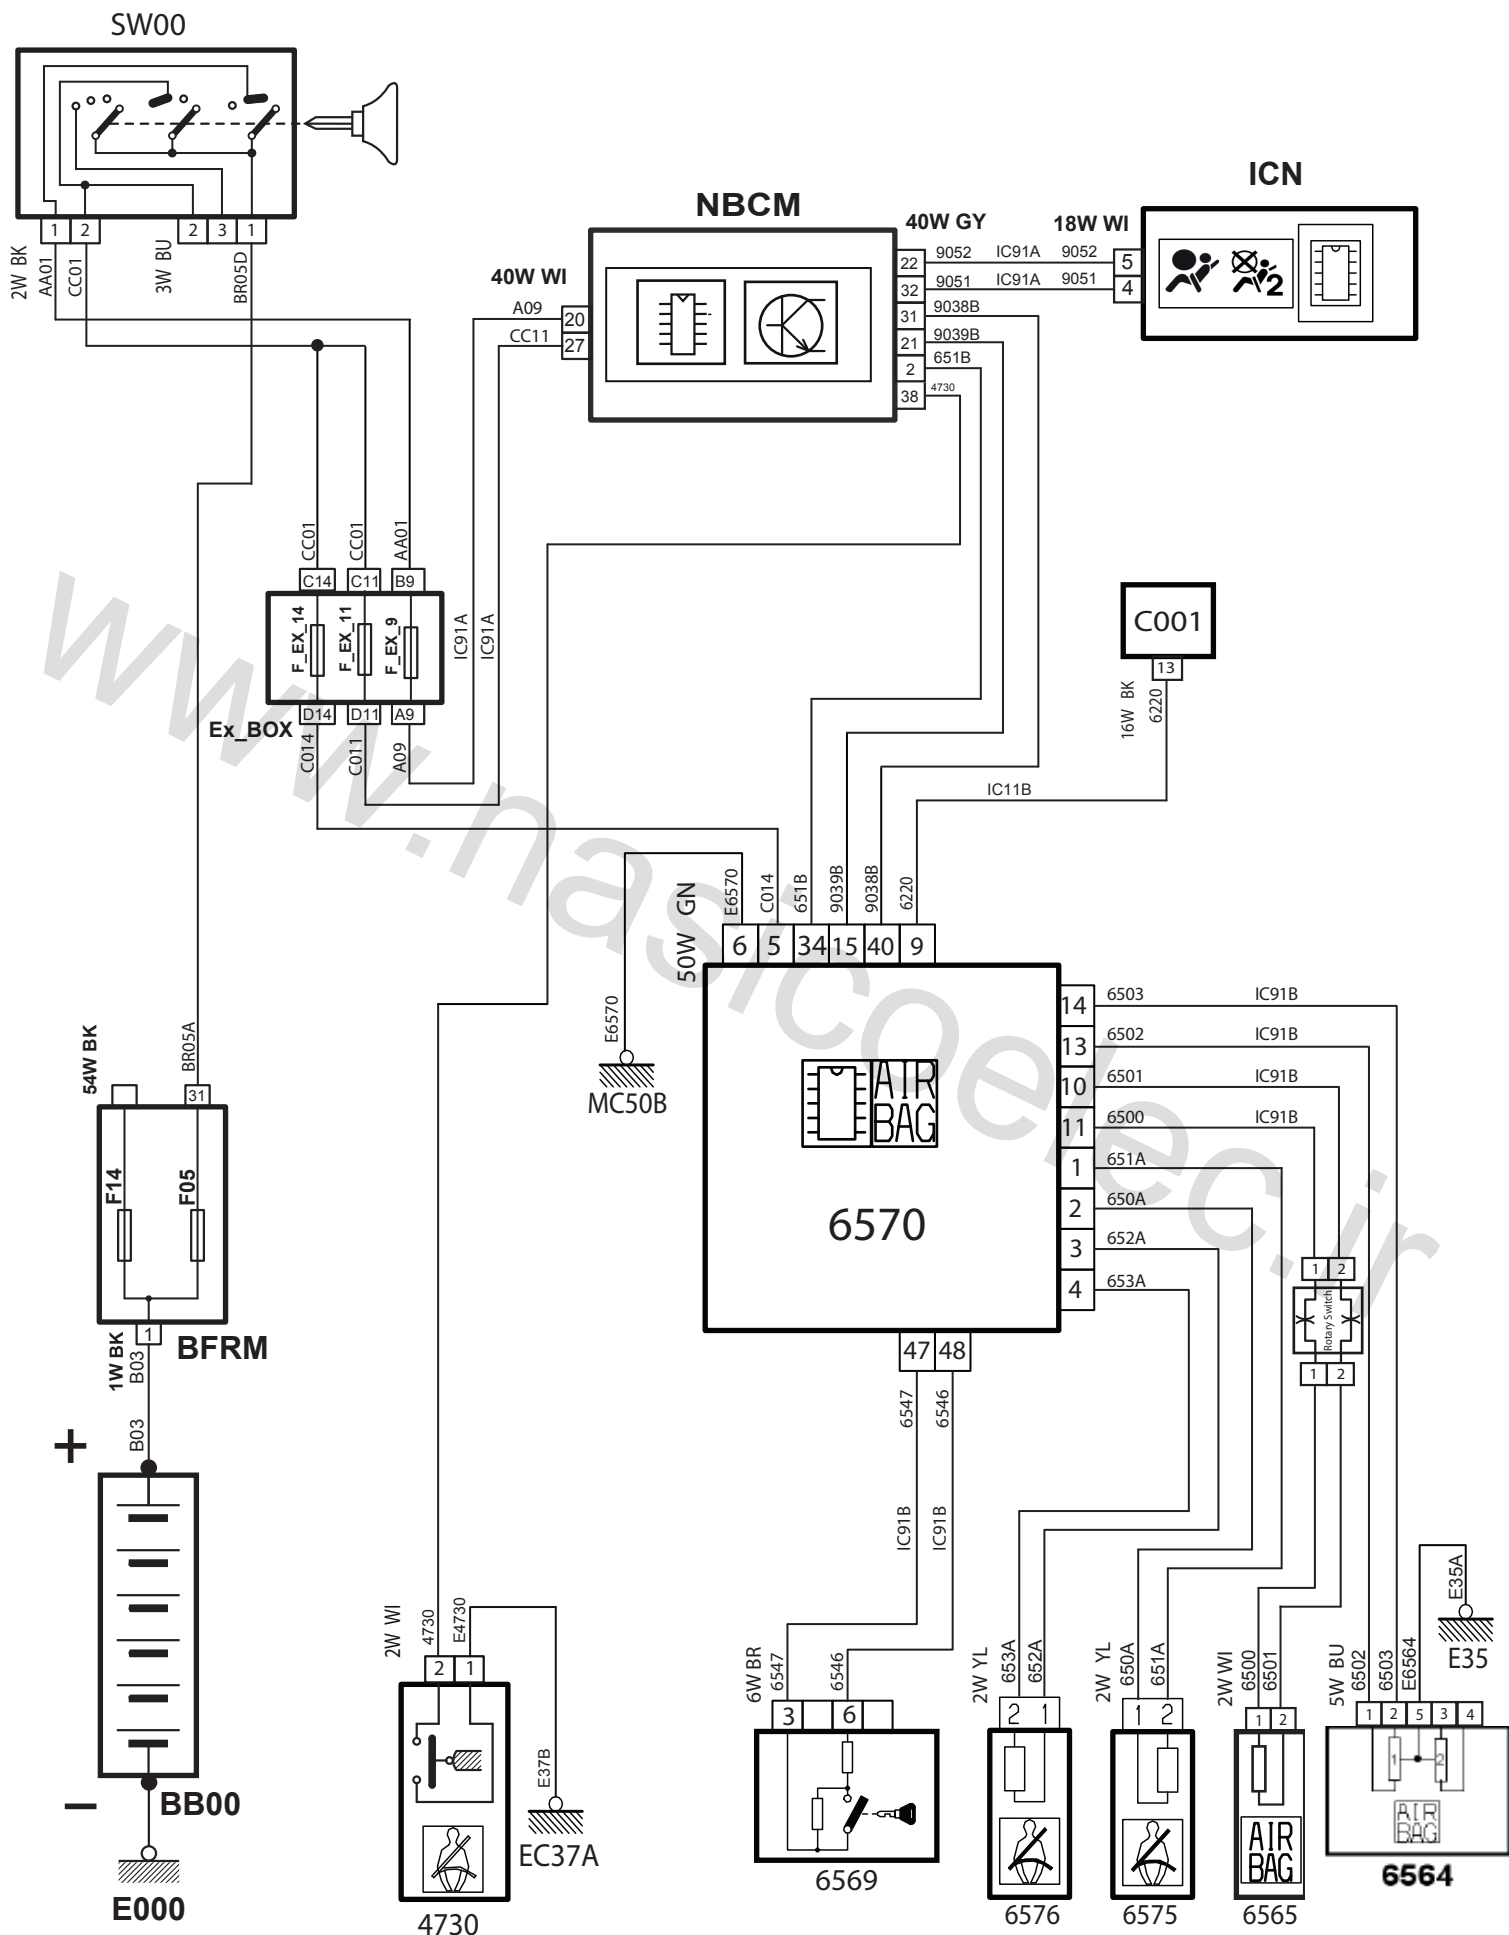 SW00
1 2 2 3 1
2W BK
AA01
CC01
3W BU
BR05D
NBCM
40W WI
A09
20
CC11
27
40W GY
22 9052 IC91A 9052 5
32 9051 IC91A 9051 4
31 9038B
21 9039B
2 651B
38 4730
18W WI
ICN
2
CC01
CC01
AA01
C14 C11 B9
F_EX_14
F_EX_11
F_EX_9
D14 D11 A9
Ex_BOX
C014
C011
A09
IC91A
IC91A
C001
13
16W BK
6220
IC11B
www.nasicoelec.ir
50W GN
E6570
C014
651B
9039B
9038B
6220
6 5 34 15 40 9
E6570
MC50B
AIR
BAG
6570
14 6503 IC91B
13 6502 IC91B
10 6501 IC91B
11 6500 IC91B
1 651A
2 650A
3 652A
4 653A
47 48
6547
6546
IC91B
IC91B
1 2
Rotary Switch
1 2
54W BK
BR05A
31
F14
F05
1
BFRM
1W BK
B03
B03
+
BB00
−
E000
2W WI
4730
E4730
2 1
E37B
EC37A
4730
6W BR
6547
6546
3 6
6569
2W YL
653A
652A
2 1
6576
2W YL
650A
651A
1 2
6575
2W WI
6500
6501
1 2
AIR
BAG
6565
5W BU
6502
6503
E6564
E35A
E35
1 2 5 3 4
1 2
AIR
BAG
6564